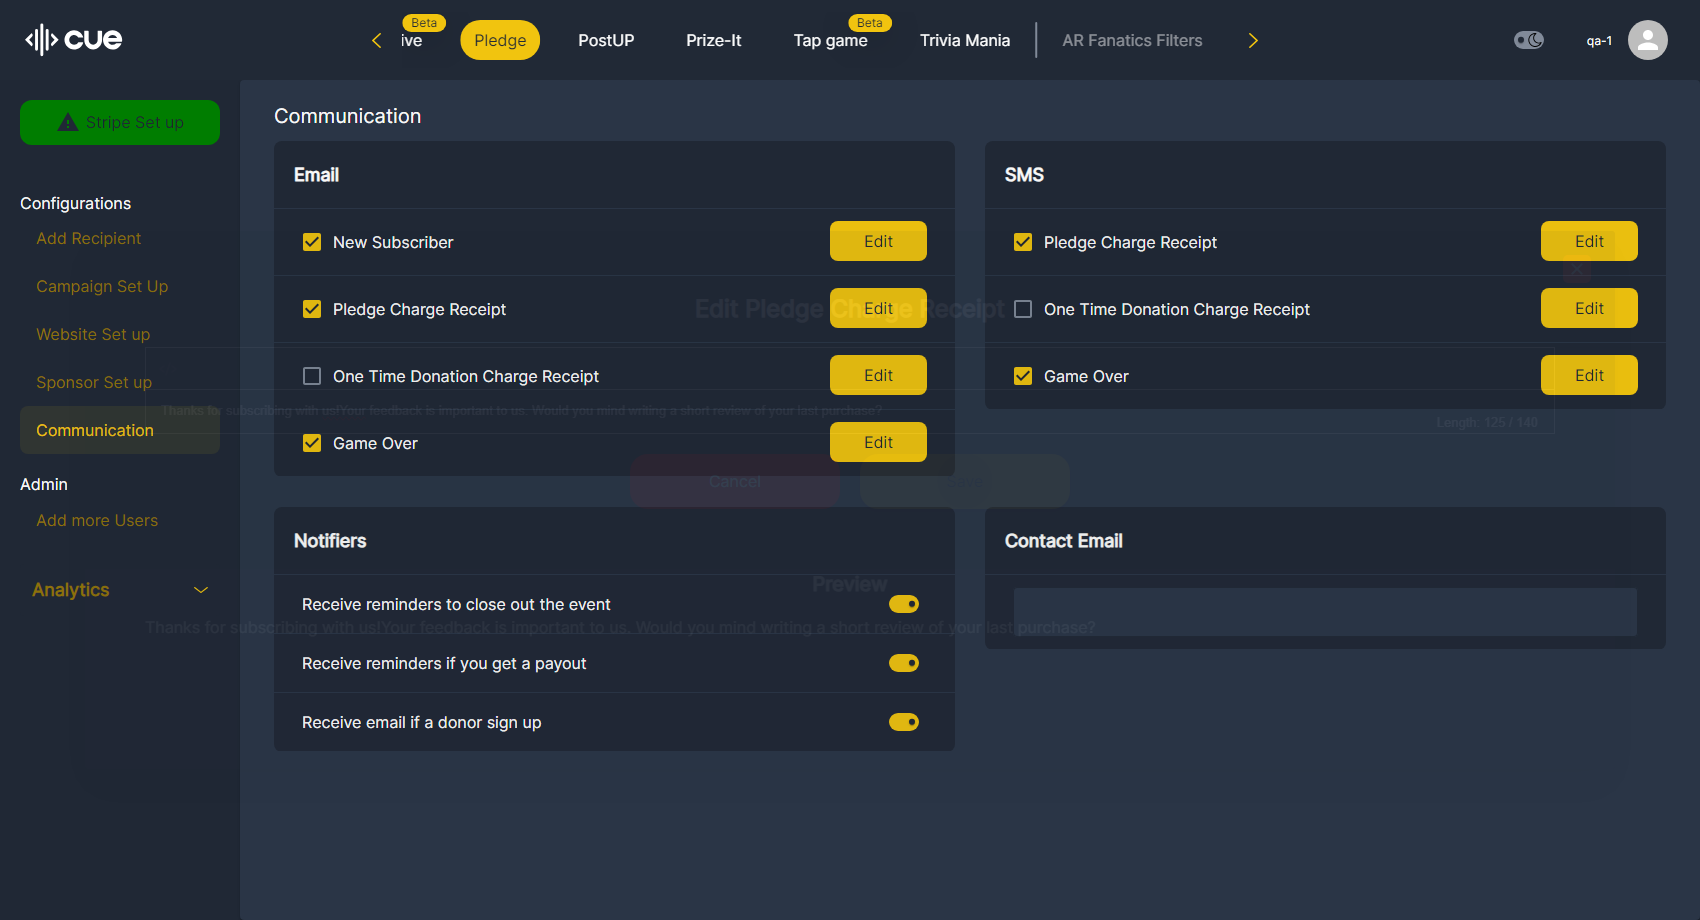 cue
Beta
ive
Pledge
PostUP
Prize-It
Beta
Tap game
Trivia Mania
AR Fanatics Filters
qa-1
Stripe Set up
Configurations
Add Recipient
Campaign Set Up
Website Set up
Sponsor Set up
Communication
Admin
Add more Users
Analytics
Communication
Email
New Subscriber
Edit
Pledge Charge Receipt
Edit
One Time Donation Charge Receipt
Edit
Game Over
Edit
SMS
Pledge Charge Receipt
Edit
One Time Donation Charge Receipt
Edit
Game Over
Edit
Edit Pledge Charge Receipt
Thanks for subscribing with us!Your feedback is important to us. Would you mind writing a short review of your last purchase?
Length: 125 / 140
Cancel
Notifiers
Receive reminders to close out the event
Receive reminders if you get a payout
Receive email if a donor sign up
Contact Email
Preview
Thanks for subscribing with us!Your feedback is important to us. Would you mind writing a short review of your last purchase?